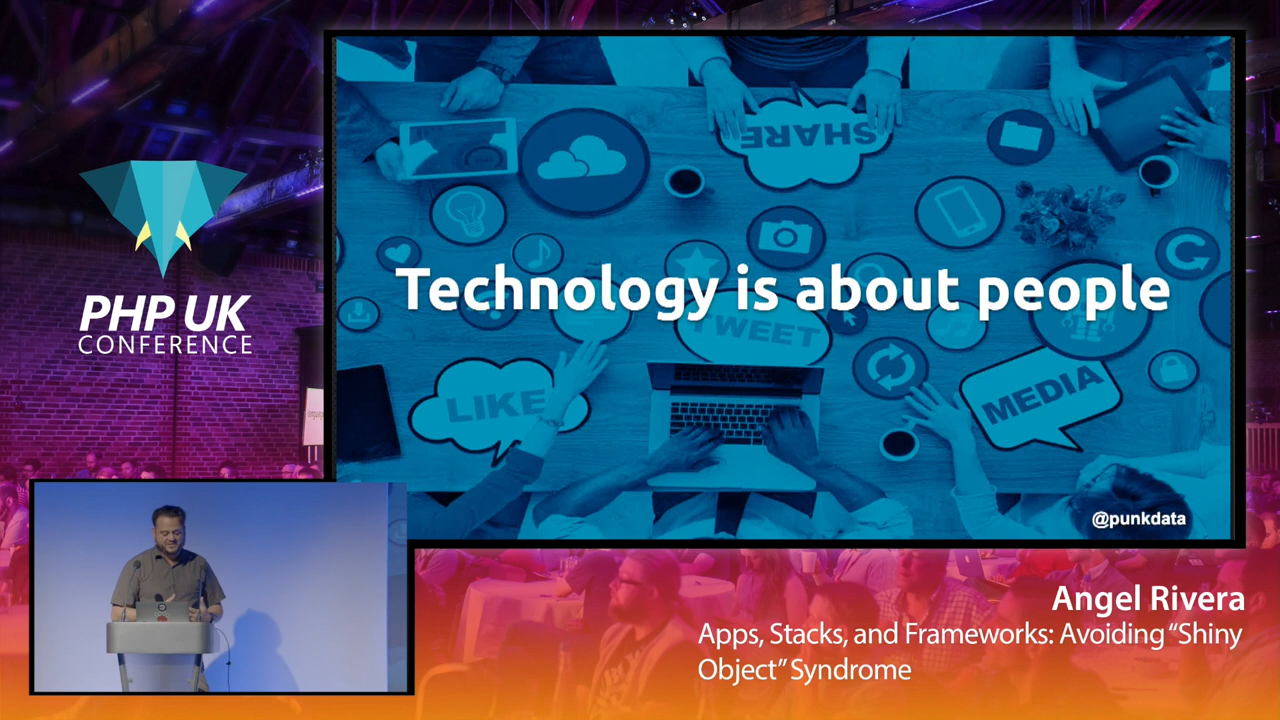 SHARE
Technology is about people
TWEET
LIKE
MEDIA
@punkdata
PHP UK
CONFERENCE
Angel Rivera
Apps, Stacks, and Frameworks: Avoiding “Shiny
Object” Syndrome